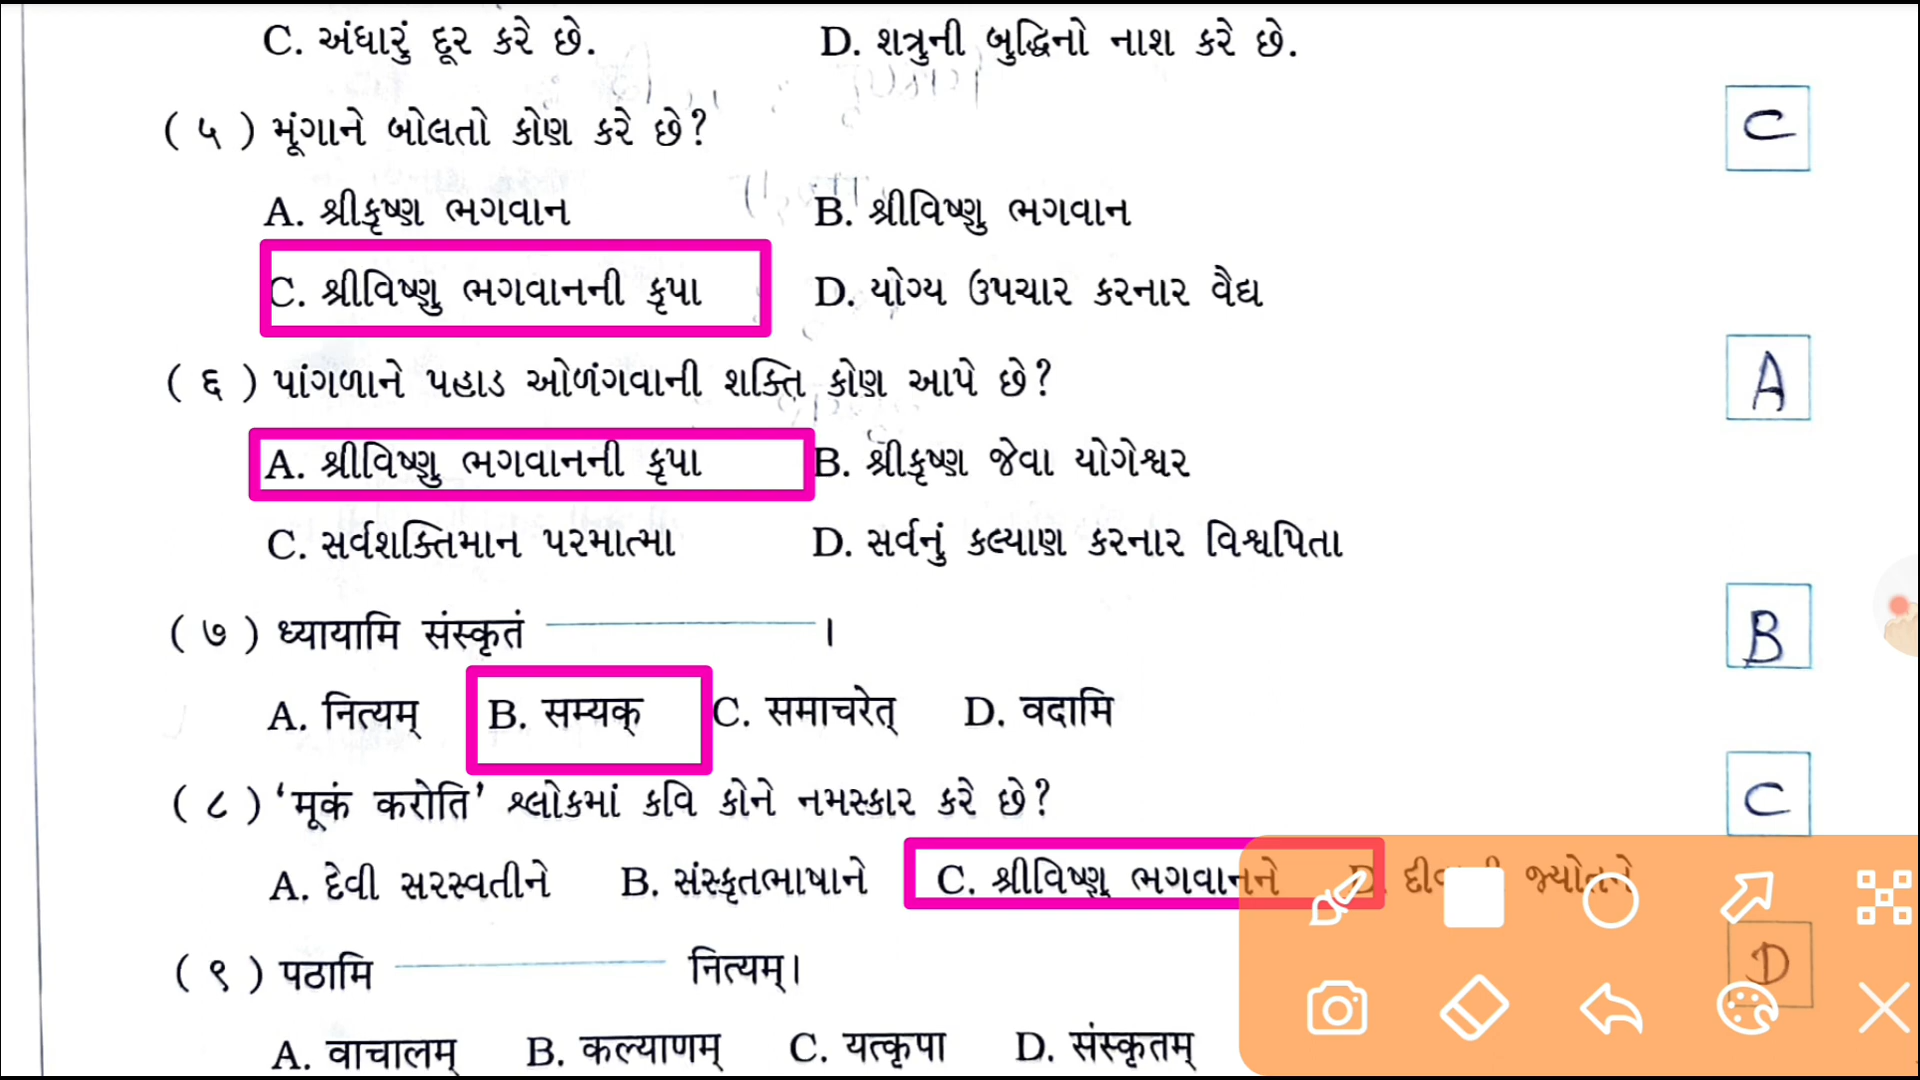 C. અંધારું દૂર કરે છે. D. શત્રુની બુદ્ધિનો નાશ કરે છે.
( ૫ ) મૂંગાને બોલતો કોણ કરે છે? C
A. શ્રીકૃષ્ણ ભગવાન B. શ્રીવિષ્ણુ ભગવાન
C. શ્રીવિષ્ણુ ભગવાનની કૃપા D. યોગ્ય ઉપચાર કરનાર વૈદ્ય
( ૬ ) પાંગળાને પહાડ ઓળંગવાની શક્તિ કોણ આપે છે? A
A. શ્રીવિષ્ણુ ભગવાનની કૃપા B. શ્રીકૃષ્ણ જેવા યોગેશ્વર
C. સર્વશક્તિમાન પરમાત્મા D. સર્વનું કલ્યાણ કરનાર વિશ્વપિતા
( ૭ ) ध्यायामि संस्कृतं । B
A. नित्यम् B. सम्यक् C. समाचरेत् D. वदामि
( ૮ ) 'मूकं करोति' શ્લોકમાં કવિ કોને નમસ્કાર કરે છે? C
A. દેવી સરસ્વતીને B. સંસ્કૃતભાષાને C. શ્રીવિષ્ણુ ભગવાનને D. જ્યોતને
( ૯ ) पठामि नित्यम्। D
A. वाचालम् B. कल्याणम् C. यत्कृपा D. संस्कृतम्